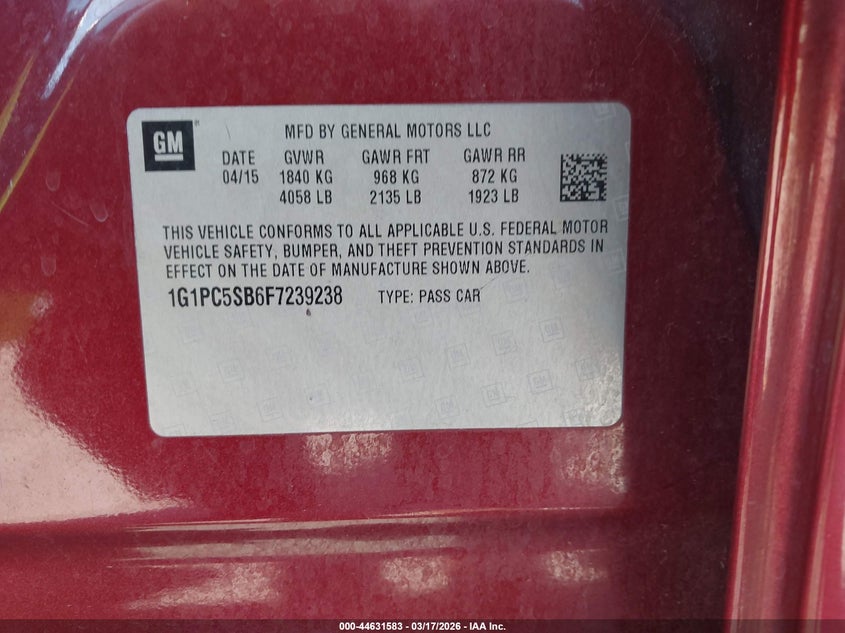 GM
MFD BY GENERAL MOTORS LLC
DATE GVWR GAWR FRT GAWR RR
04/15 1840 KG 968 KG 872 KG
4058 LB 2135 LB 1923 LB
THIS VEHICLE CONFORMS TO ALL APPLICABLE U.S. FEDERAL MOTOR
VEHICLE SAFETY, BUMPER, AND THEFT PREVENTION STANDARDS IN
EFFECT ON THE DATE OF MANUFACTURE SHOWN ABOVE.
1G1PC5SB6F7239238 TYPE: PASS CAR
000-44631583 — 03/17/2026 — IAA Inc.